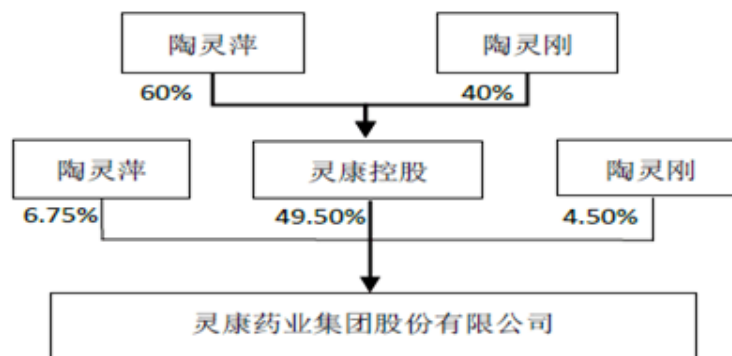 陶灵萍 陶灵刚
60% 40%
陶灵萍 灵康控股 陶灵刚
6.75% 49.50% 4.50%
灵康药业集团股份有限公司